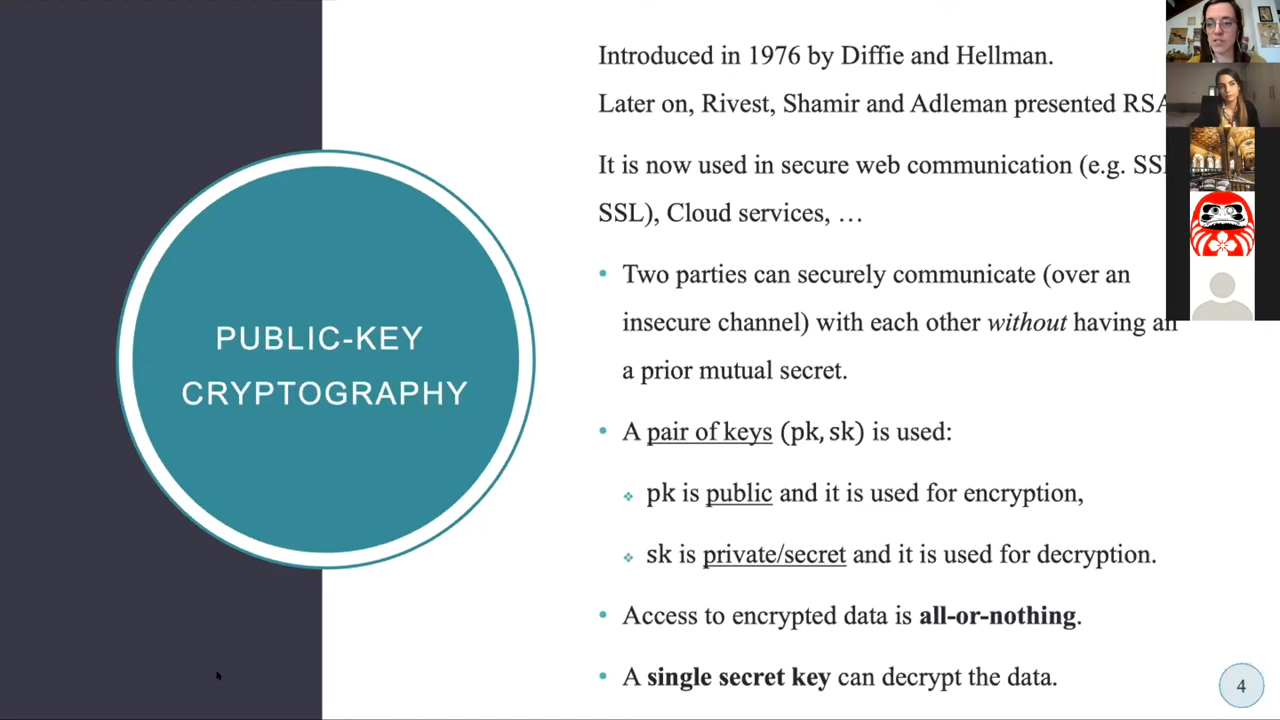 PUBLIC-KEY
CRYPTOGRAPHY
Introduced in 1976 by Diffie and Hellman.
Later on, Rivest, Shamir and Adleman presented RSA
It is now used in secure web communication (e.g.
SSL), Cloud services, …
• Two parties can securely communicate (over an
insecure channel) with each other without having an
a prior mutual secret.
• A pair of keys (pk, sk) is used:
❖ pk is public and it is used for encryption,
❖ sk is private/secret and it is used for decryption.
• Access to encrypted data is all-or-nothing.
• A single secret key can decrypt the data.
4